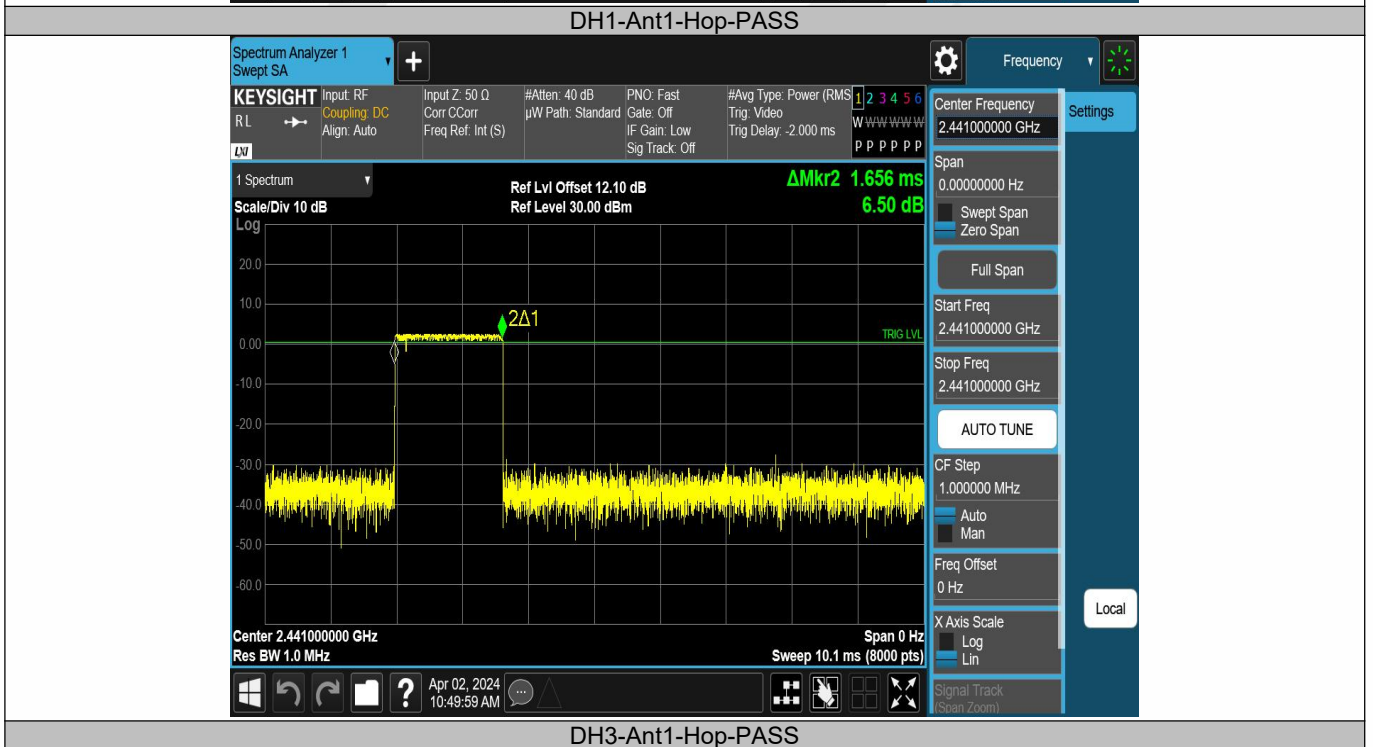 DH1-Ant1-Hop-PASS
Spectrum Analyzer 1
Swept SA
Frequency
KEYSIGHT
RL
LXI
Input: RF
Coupling: DC
Align: Auto
Input Z: 50 Ω
Corr CCorr
Freq Ref: Int (S)
#Atten: 40 dB
µW Path: Standard
PNO: Fast
Gate: Off
IF Gain: Low
Sig Track: Off
#Avg Type: Power (RMS
Trig: Video
Trig Delay: -2.000 ms
1 2 3 4 5 6
W W W W W W
P P P P P P
1 Spectrum
Scale/Div 10 dB
Ref Lvl Offset 12.10 dB
Ref Level 30.00 dBm
ΔMkr2 1.656 ms
6.50 dB
Log
20.0
10.0
0.00
-10.0
-20.0
-30.0
-40.0
-50.0
-60.0
2Δ1
TRIG LVL
Center 2.441000000 GHz
Res BW 1.0 MHz
Span 0 Hz
Sweep 10.1 ms (8000 pts)
Center Frequency
2.441000000 GHz
Settings
Span
0.00000000 Hz
Swept Span
Zero Span
Full Span
Start Freq
2.441000000 GHz
Stop Freq
2.441000000 GHz
AUTO TUNE
CF Step
1.000000 MHz
Auto
Man
Freq Offset
0 Hz
X Axis Scale
Log
Lin
Local
Signal Track
(Span Zoom)
?
Apr 02, 2024
10:49:59 AM
DH3-Ant1-Hop-PASS